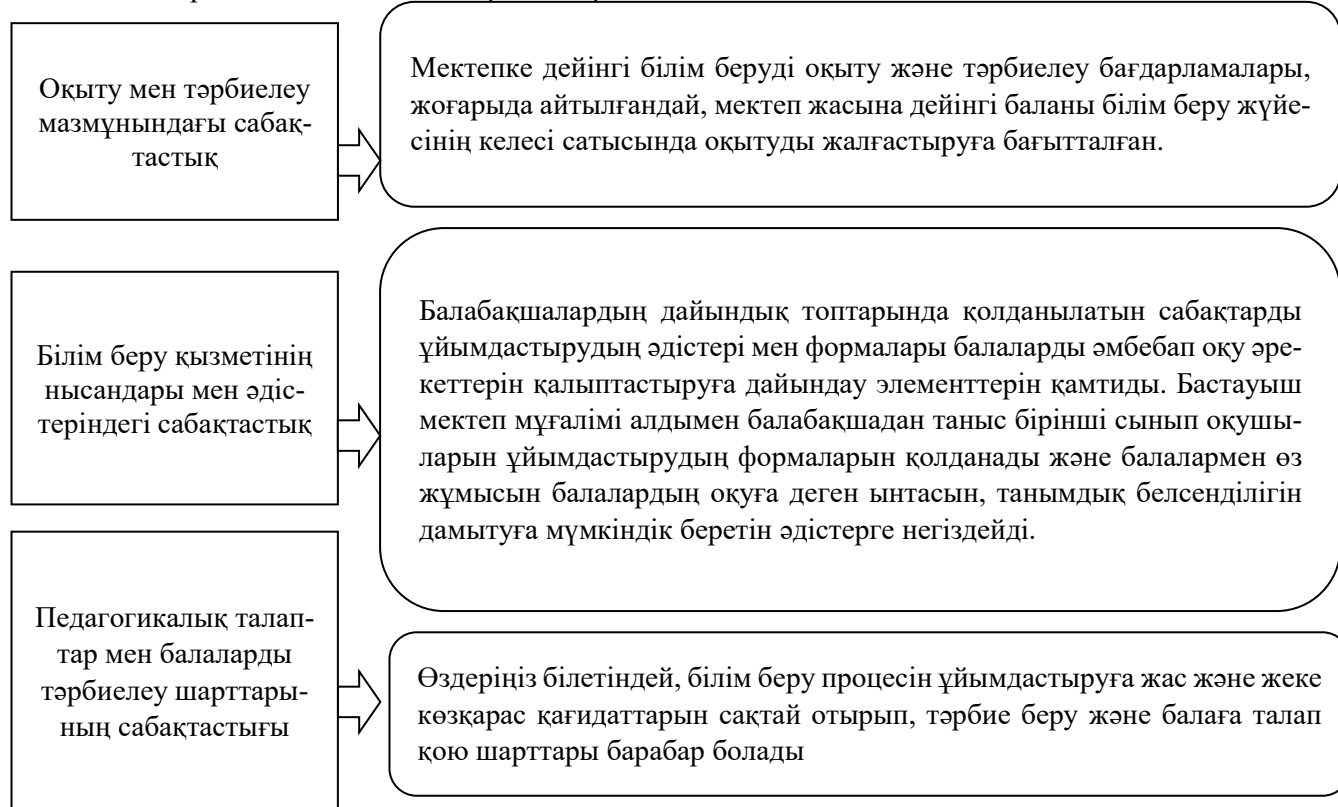 Оқыту мен тәрбиелеу
мазмұнындағы сабақ-
тастық
Мектепке дейінгі білім беруді оқыту және тәрбиелеу бағдарламалары,
жоғарыда айтылғандай, мектеп жасына дейінгі баланы білім беру жүйе-
сінің келесі сатысында оқытуды жалғастыруға бағытталған.
Білім беру қызметінің
нысандары мен әдіс-
теріндегі сабақтастық
Балабақшалардың дайындық топтарында қолданылатын сабақтарды
ұйымдастырудың әдістері мен формалары балаларды әмбебап оқу әре-
кеттерін қалыптастыруға дайындау элементтерін қамтиды. Бастауыш
мектеп мұғалімі алдымен балабақшадан таныс бірінші сынып оқушы-
ларын ұйымдастырудың формаларын қолданады және балалармен өз
жұмысын балалардың оқуға деген ынтасын, танымдық белсенділігін
дамытуға мүмкіндік беретін әдістерге негіздейді.
Педагогикалық талап-
тар мен балаларды
тәрбиелеу шарттары-
ның сабақтастығы
Өздеріңіз білетіндей, білім беру процесін ұйымдастыруға жас және жеке
көзқарас қағидаттарын сақтай отырып, тәрбие беру және балаға талап
қою шарттары барабар болады